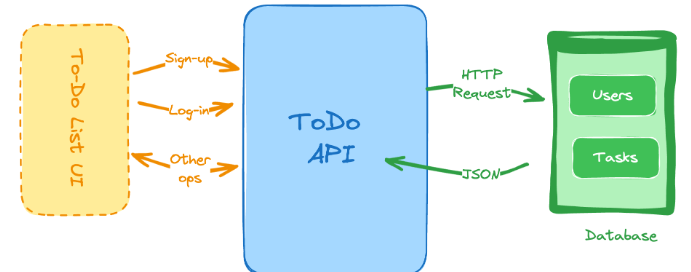 To-Do List UI
Sign-up
Log-in
Other
ops
ToDo
API
HTTP
Request
JSON
Users
Tasks
Database